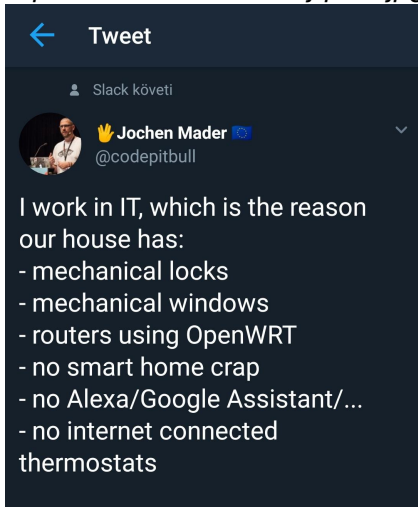 Tweet
Slack követi
🖖Jochen Mader 🇪🇺
@codepitbull
I work in IT, which is the reason
our house has:
- mechanical locks
- mechanical windows
- routers using OpenWRT
- no smart home crap
- no Alexa/Google Assistant/...
- no internet connected
thermostats